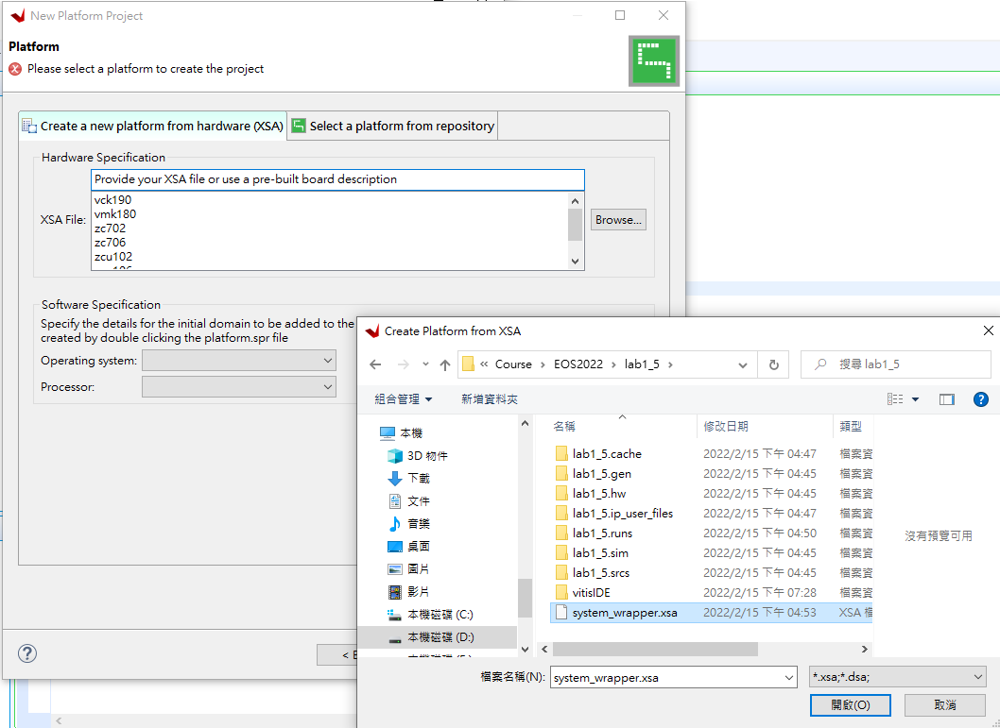 New Platform Project
Platform
Please select a platform to create the project
Create a new platform from hardware (XSA)
Select a platform from repository
Hardware Specification
Provide your XSA file or use a pre-built board description
XSA File:
vck190
vmk180
zc702
zc706
zcu102
Browse...
Software Specification
Specify the details for the initial domain to be added to the
created by double clicking the platform.spr file
Operating system:
Processor:
?
<
Create Platform from XSA
« Course › EOS2022 › lab1_5 ›
搜尋 lab1_5
組合管理
新增資料夾
?
本機
3D 物件
下載
文件
音樂
桌面
圖片
影片
本機磁碟 (C:)
本機磁碟 (D:)
名稱 修改日期 類型
lab1_5.cache 2022/2/15 下午 04:47 檔案資
lab1_5.gen 2022/2/15 下午 04:45 檔案資
lab1_5.hw 2022/2/15 下午 04:45 檔案資
lab1_5.ip_user_files 2022/2/15 下午 04:47 檔案資
lab1_5.runs 2022/2/15 下午 04:50 檔案資
lab1_5.sim 2022/2/15 下午 04:45 檔案資
lab1_5.srcs 2022/2/15 下午 04:45 檔案資
vitisIDE 2022/2/15 下午 07:28 檔案資
system_wrapper.xsa 2022/2/15 下午 04:53 XSA 檔
沒有預覽可用
檔案名稱(N):
system_wrapper.xsa
*.xsa;*.dsa;
開啟(O)
取消